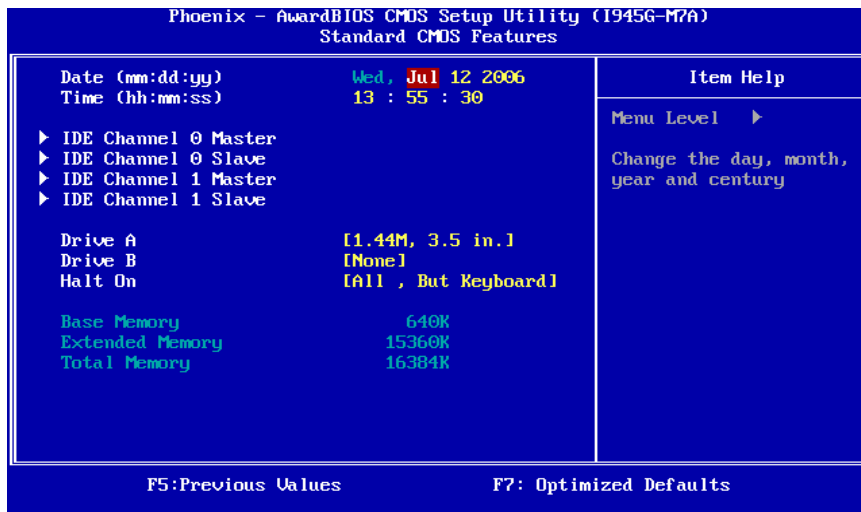 Phoenix - AwardBIOS CMOS Setup Utility (I945G-M7A)
Standard CMOS Features
Date (mm:dd:yy) Wed, Jul 12 2006
Time (hh:mm:ss) 13 : 55 : 30
IDE Channel 0 Master
IDE Channel 0 Slave
IDE Channel 1 Master
IDE Channel 1 Slave
Drive A [1.44M, 3.5 in.]
Drive B [None]
Halt On [All , But Keyboard]
Base Memory 640K
Extended Memory 15360K
Total Memory 16384K
Item Help
Menu Level
Change the day, month,
year and century
F5:Previous Values F7: Optimized Defaults